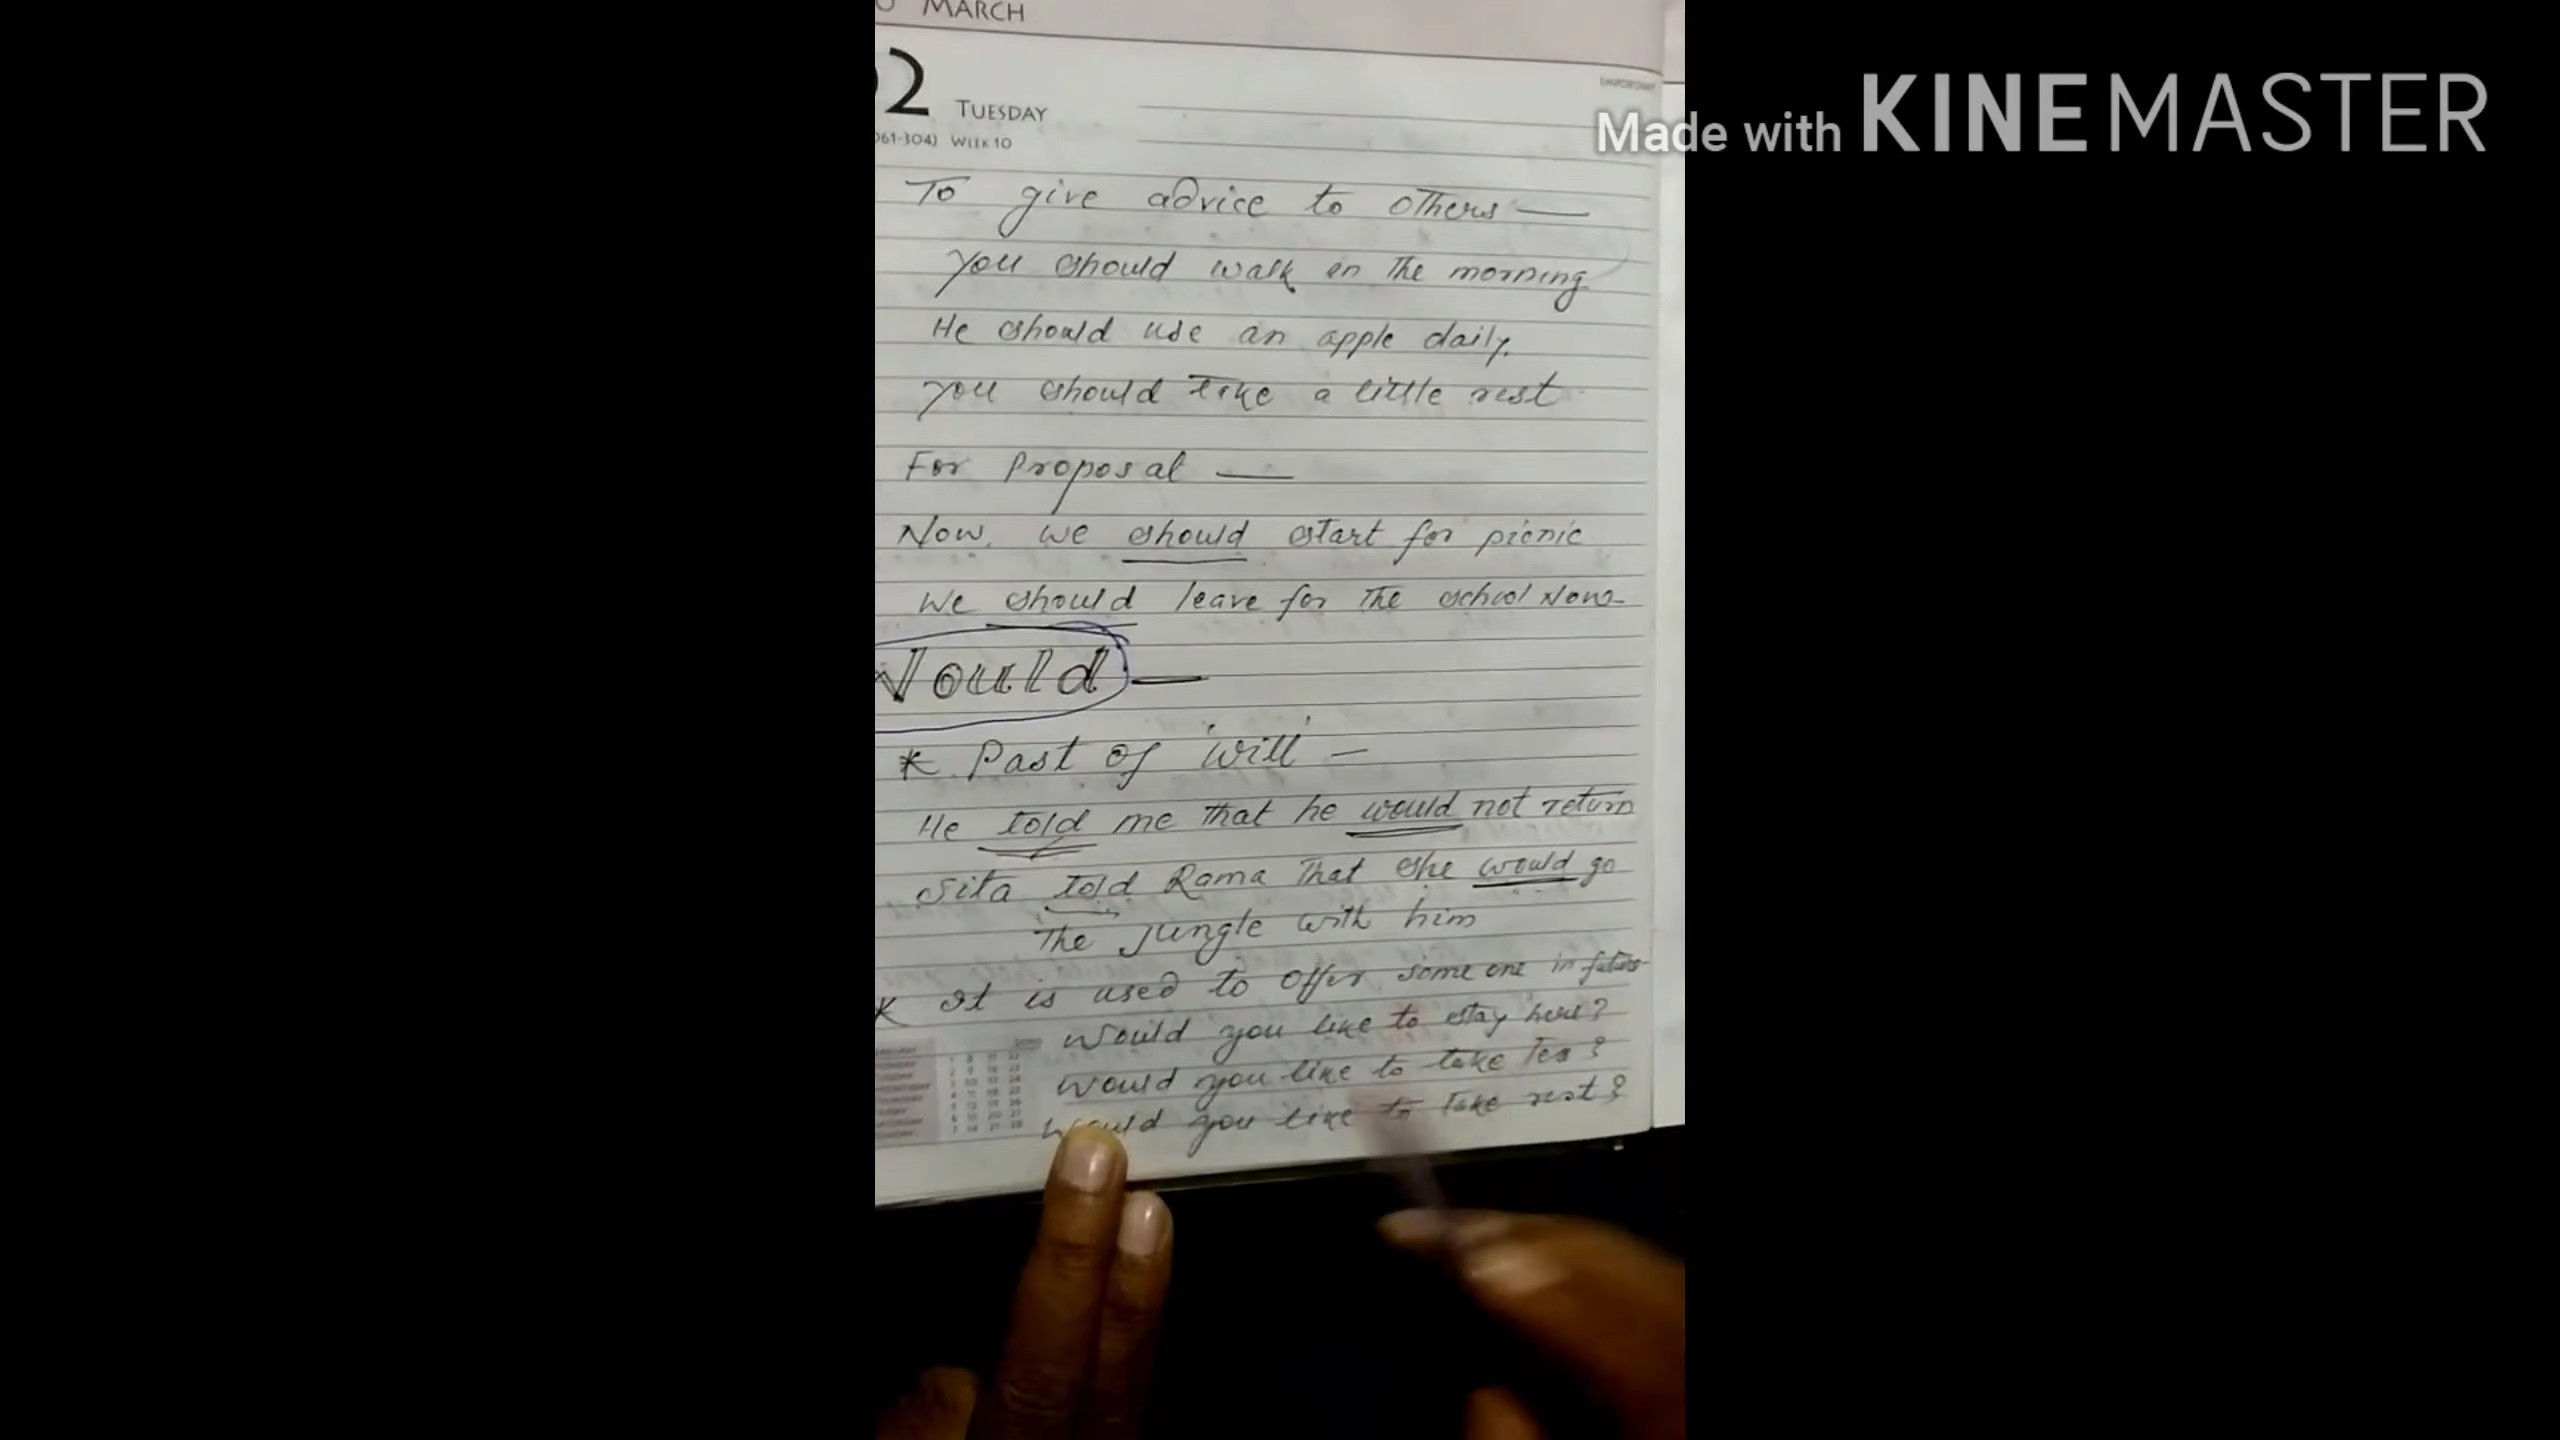 MARCH
02 TUESDAY
061-304) WEEK 10
Made with KINEMASTER
To give advice to others —
You should walk in the morning
He should use an apple daily.
You should take a little rest
For Proposal —
Now, we should start for picnic
We should leave for the school Now
Would —
* Past of 'will' —
He told me that he would not return
Sita told Rama that she would go
The jungle with him
* It is used to offer some one in future
Would you like to stay here?
Would you like to take Tea?
Would you like to take rest?